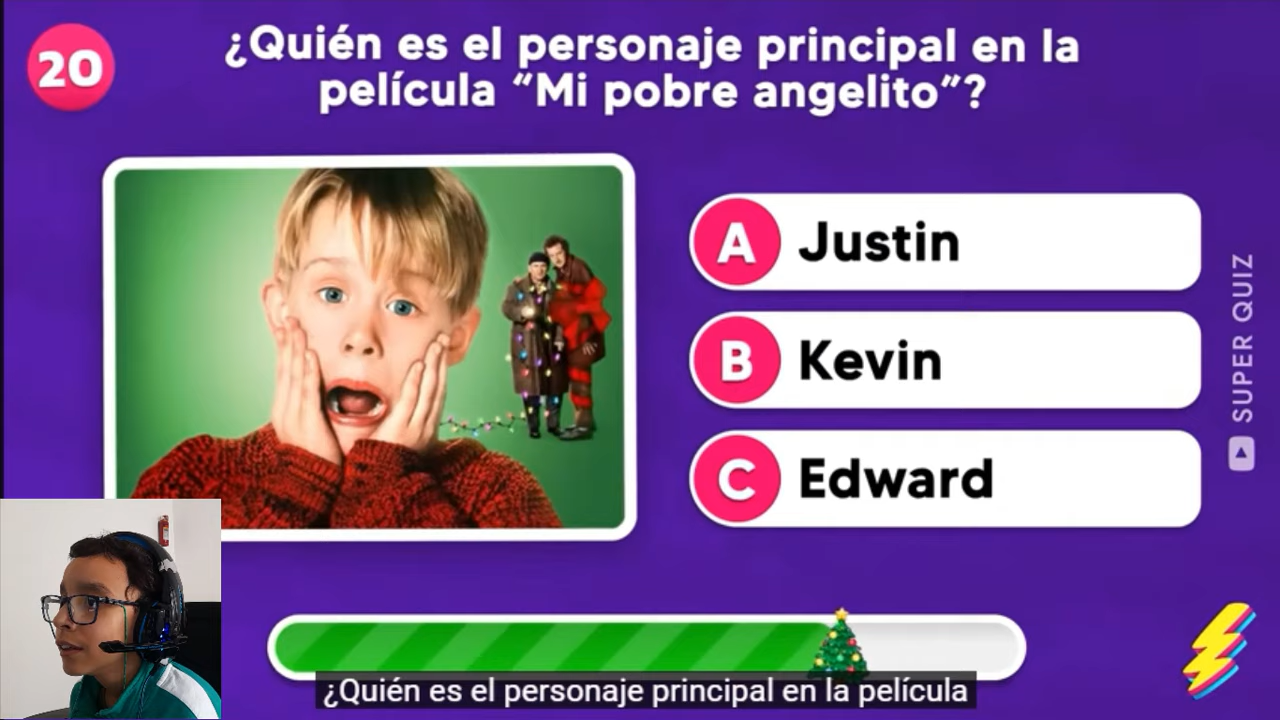 20
¿Quién es el personaje principal en la
película “Mi pobre angelito”?
A Justin
B Kevin
C Edward
SUPER QUIZ
¿Quién es el personaje principal en la película